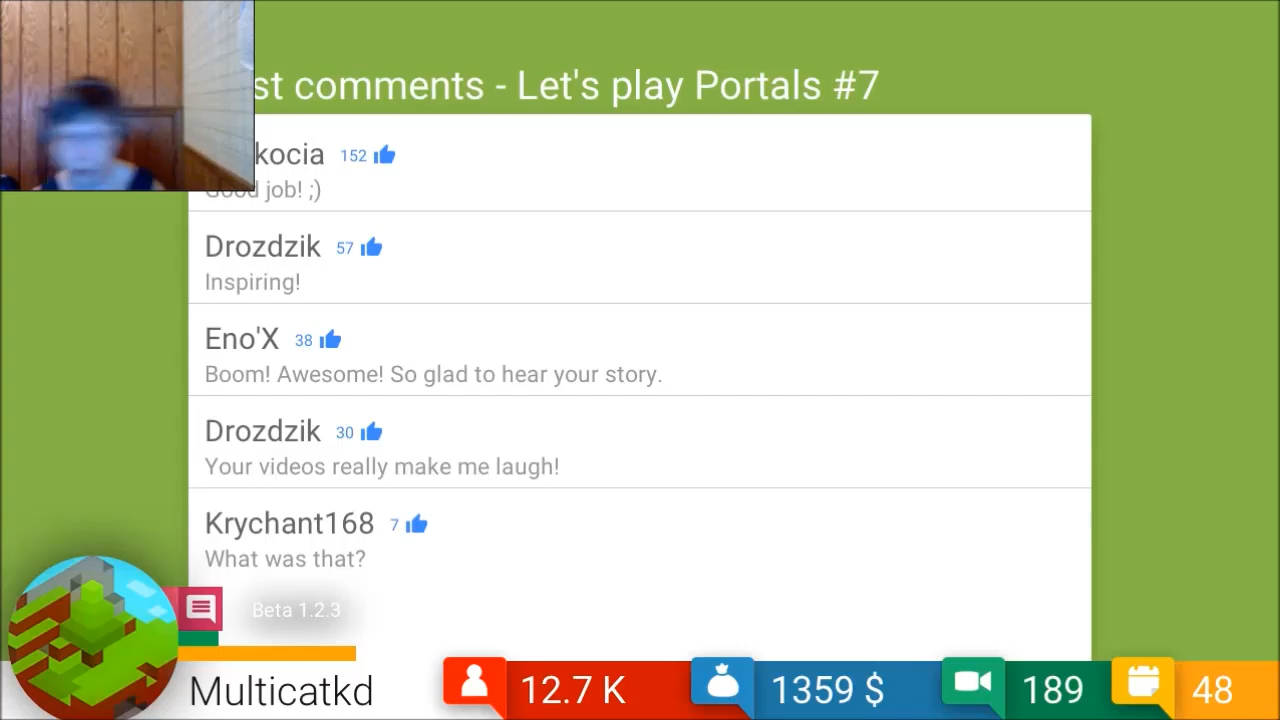 st comments - Let's play Portals #7
kocia 152
Good job! ;)
Drozdzik 57
Inspiring!
Eno'X 38
Boom! Awesome! So glad to hear your story.
Drozdzik 30
Your videos really make me laugh!
Krychant168 7
What was that?
Beta 1.2.3
Multicatkd
12.7 K
1359 $
189
48